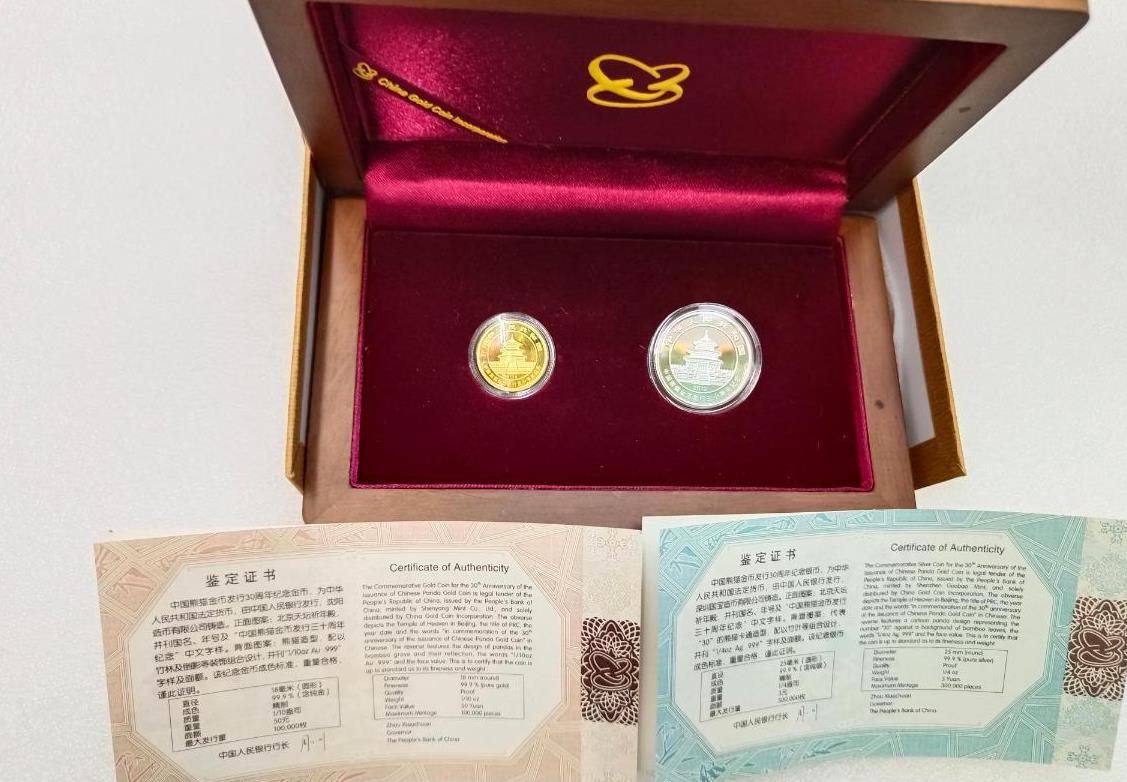 China Gold Coin Incorporation
中华人民共和国
中华人民共和国
2012
鉴定证书
中国熊猫金币发行30周年纪念金币,为中华
人民共和国法定货币,由中国人民银行发行,沈阳
造币有限公司铸造。正面图案:北京天坛祈年殿,
并刊国名、年号及“中国熊猫金币发行三十周年
纪念”中文字样。背面图案:熊猫造型,配以
竹林及倒影等装饰组合设计,并刊“1/10oz Au .999”
字样及面额。该纪念金币成色标准,重量合格,
谨此证明。
直径 18毫米(圆形)
成色 99.9%(含纯金)
质量 精制
重量 1/10盎司
面额 50元
最大发行量 100,000枚
中国人民银行行长
Certificate of Authenticity
The Commemorative Gold Coin for the 30th Anniversary of the
Issuance of Chinese Panda Gold Coin is legal tender of the
People's Republic of China, issued by the People's Bank of
China, minted by Shenyang Mint Co., Ltd., and solely
distributed by China Gold Coin Incorporation. The obverse
depicts the Temple of Heaven in Beijing, the title of PRC, the
year date and the words "in commemoration of the 30th
anniversary of the issuance of Chinese Panda Gold Coin" in
Chinese. The reverse features the design of pandas in the
bamboo grove and their reflection, the words "1/10oz
Au .999" and the face value. This is to certify that the coin is
up to standard as to its fineness and weight.
Diameter 18 mm (round)
Fineness 99.9 % (pure gold)
Quality Proof
Weight 1/10 oz
Face Value 50 Yuan
Maximum Mintage 100,000 pieces
Zhou Xiaochuan
Governor
The People's Bank of China
鉴定证书
中国熊猫金币发行30周年纪念银币,为中华
人民共和国法定货币,由中国人民银行发行,
深圳国宝造币有限公司铸造。正面图案:北京天坛
祈年殿,并刊国名、年号及“中国熊猫金币发行
三十周年纪念”中文字样。背面图案:代表
“30”的熊猫卡通造型,配以竹叶等组合设计,
并刊“1/4oz Ag .999”字样及面额。该纪念银币
成色标准,重量合格,谨此证明。
直径 25毫米(圆形)
成色 99.9%(含纯银)
质量 精制
重量 1/4盎司
面额 3元
最大发行量 300,000枚
中国人民银行行长
Certificate of Authenticity
The Commemorative Silver Coin for the 30th Anniversary of the
Issuance of Chinese Panda Gold Coin is legal tender of the
People's Republic of China, issued by the People's Bank of
China, minted by Shenzhen Guobao Mint, and solely
distributed by China Gold Coin Incorporation. The obverse
depicts the Temple of Heaven in Beijing, the title of PRC, the year
date and the words "in commemoration of the 30th anniversary
of the issuance of Chinese Panda Gold Coin" in Chinese. The
reverse features a cartoon panda design representing the
number "30" against a background of bamboo leaves, the
words "1/4oz Ag .999" and the face value. This is to certify that
the coin is up to standard as to its fineness and weight.
Diameter 25 mm (round)
Fineness 99.9 % (pure silver)
Quality Proof
Weight 1/4 oz
Face Value 3 Yuan
Maximum Mintage 300,000 pieces
Zhou Xiaochuan
Governor
The People's Bank of China